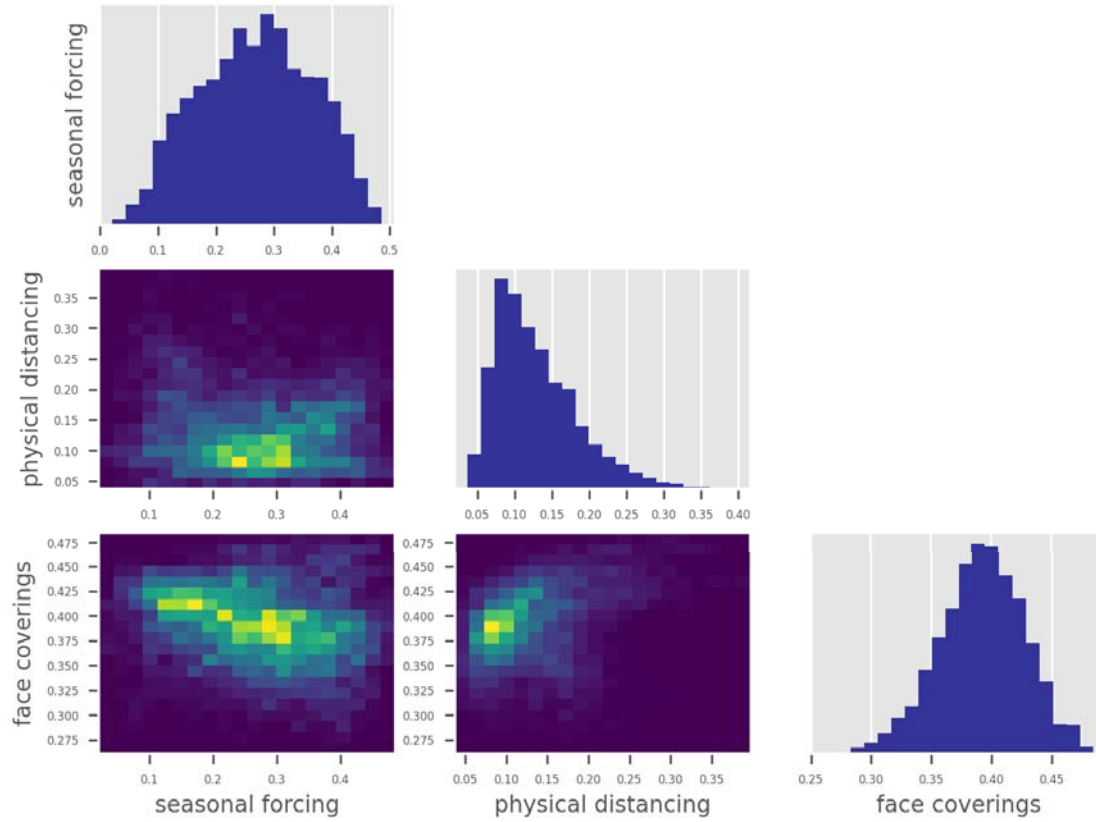 seasonal forcing
0.0 0.1 0.2 0.3 0.4 0.5
physical distancing
0.35
0.30
0.25
0.20
0.15
0.10
0.05
0.1 0.2 0.3 0.4
0.05 0.10 0.15 0.20 0.25 0.30 0.35 0.40
face coverings
0.475
0.450
0.425
0.400
0.375
0.350
0.325
0.300
0.275
0.1 0.2 0.3 0.4
seasonal forcing
0.475
0.450
0.425
0.400
0.375
0.350
0.325
0.300
0.275
0.05 0.10 0.15 0.20 0.25 0.30 0.35
physical distancing
0.25 0.30 0.35 0.40 0.45
face coverings